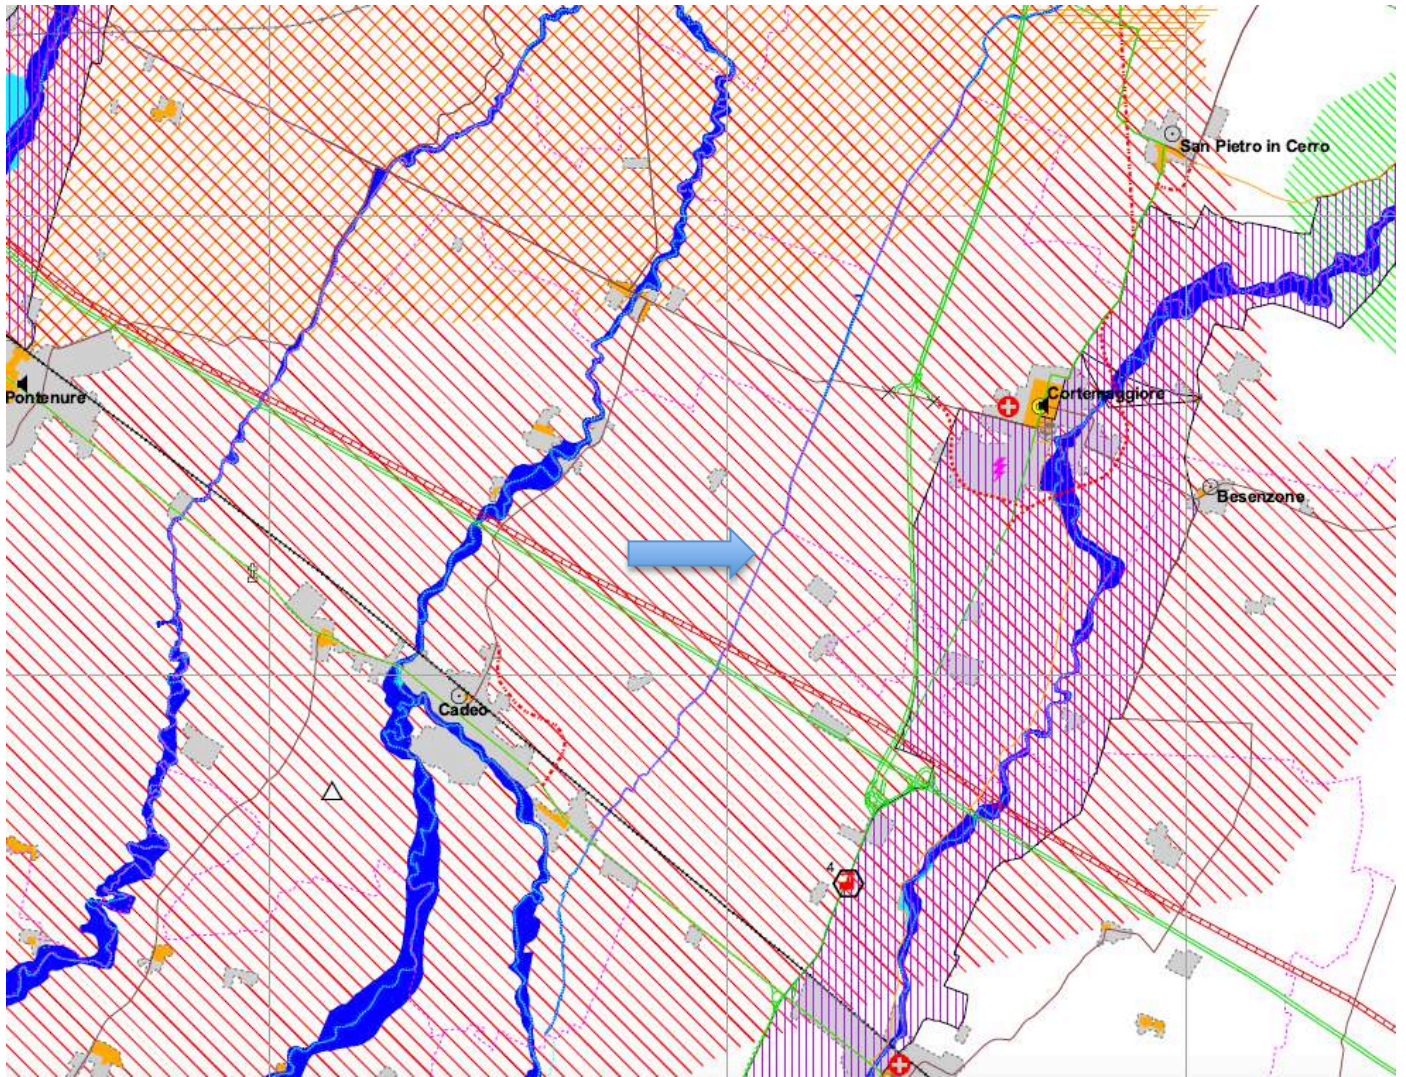 San Pietro in Cerro
Pontenure
Cortemaggiore
Besenzone
Cadeo
4